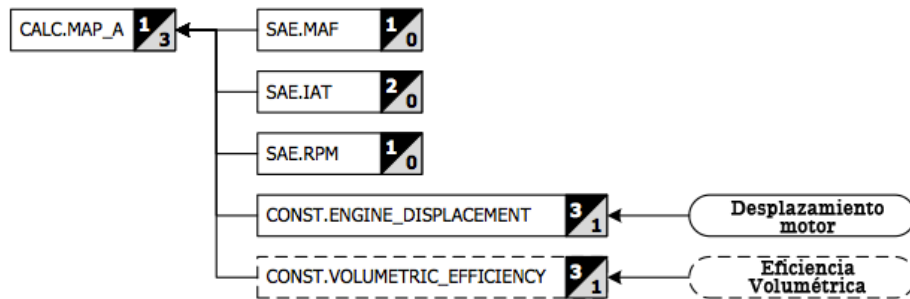 CALC.MAP_A 1 3
SAE.MAF 1 0
SAE.IAT 2 0
SAE.RPM 1 0
CONST.ENGINE_DISPLACEMENT 3 1
Desplazamiento
motor
CONST.VOLUMETRIC_EFFICIENCY 3 1
Eficiencia
Volumétrica